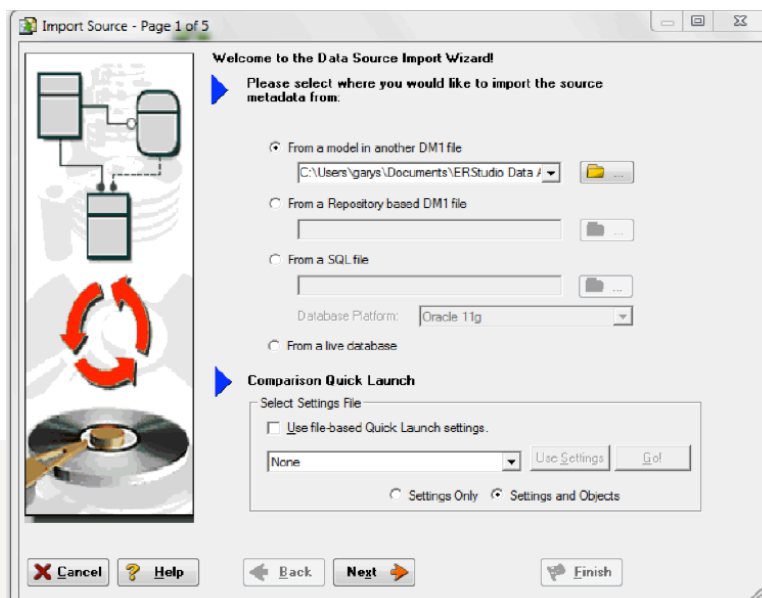 Import Source - Page 1 of 5
Welcome to the Data Source Import Wizard!
Please select where you would like to import the source
metadata from:
From a model in another DM1 file
C:\Users\garys\Documents\ERStudio Data A
...
From a Repository based DM1 file
...
From a SQL file
...
Database Platform: Oracle 11g
From a live database
Comparison Quick Launch
Select Settings File
Use file-based Quick Launch settings.
None
Use Settings
Go!
Settings Only
Settings and Objects
Cancel
Help
Back
Next
Finish